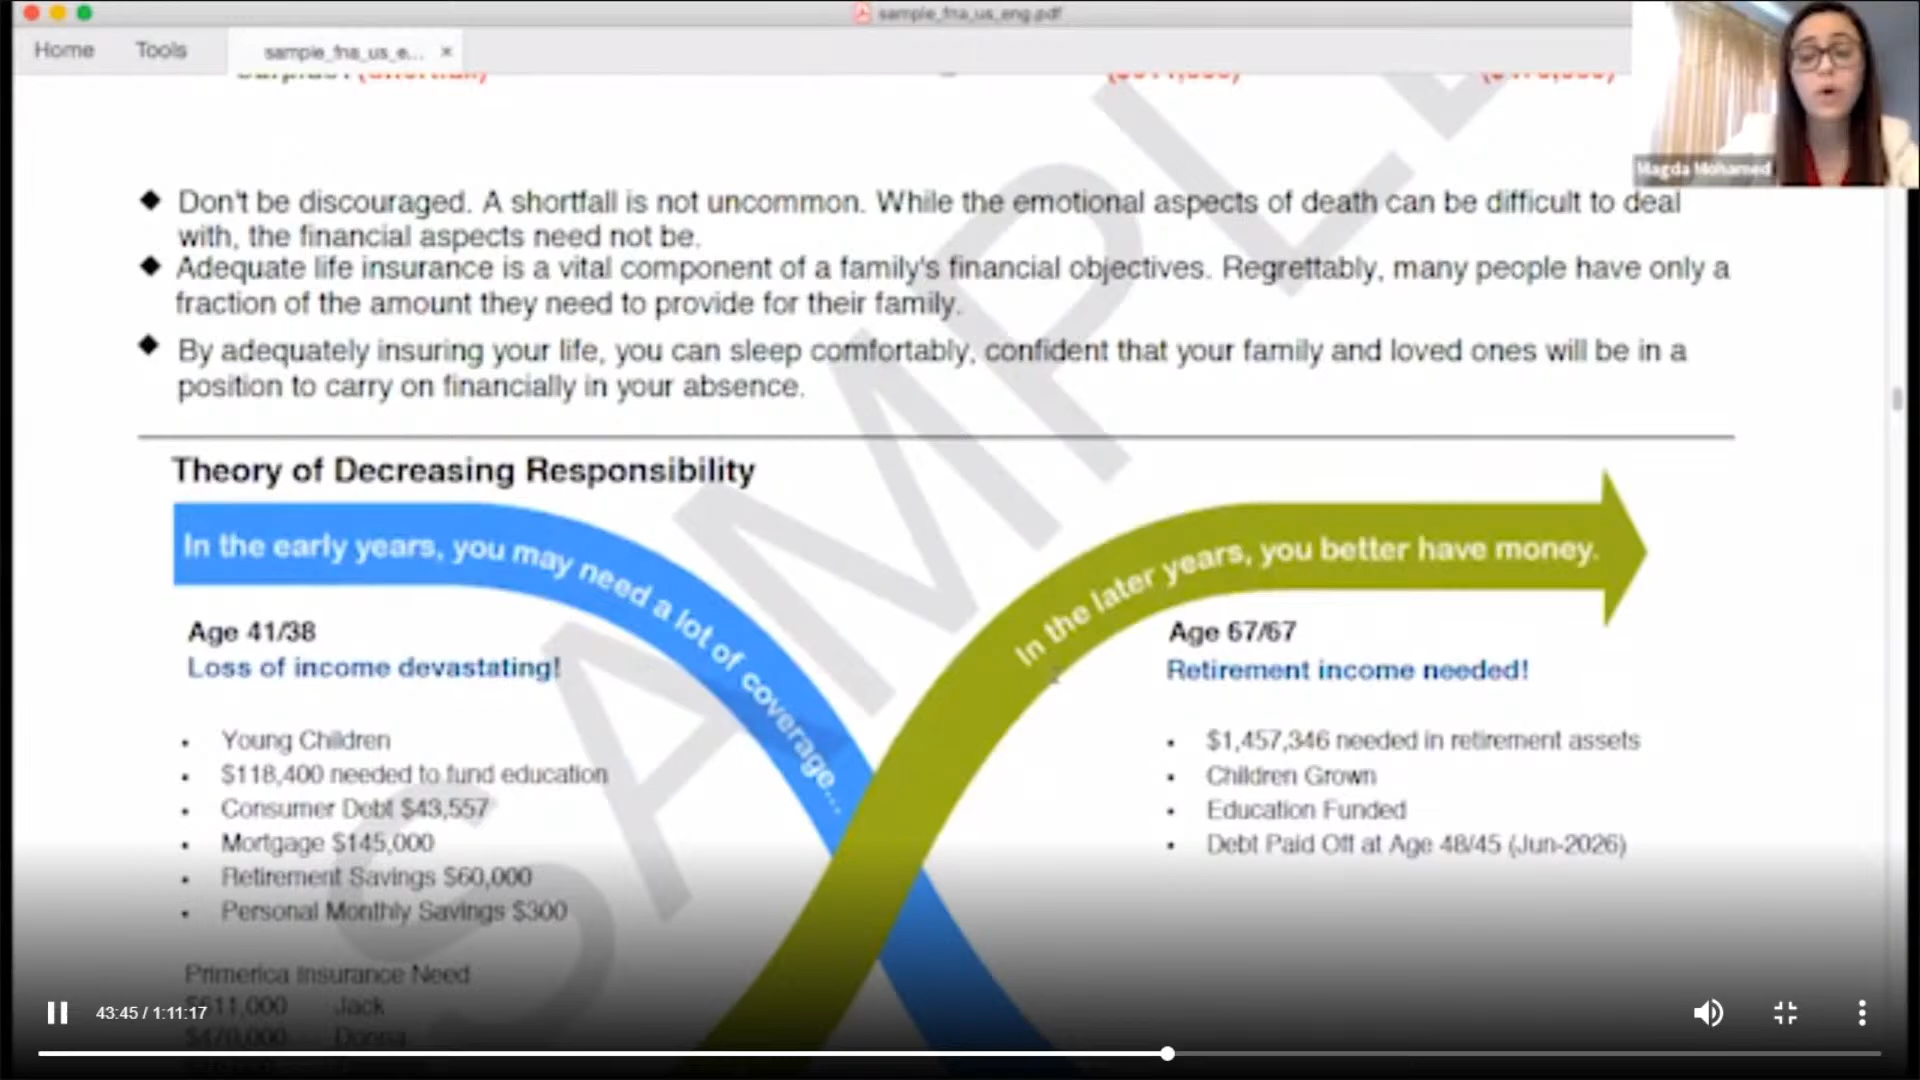 sample_fna_us_eng.pdf
Home Tools sample_fna_us_e... ×
Magda Mohamed
◆ Don't be discouraged. A shortfall is not uncommon. While the emotional aspects of death can be difficult to deal
with, the financial aspects need not be.
◆ Adequate life insurance is a vital component of a family's financial objectives. Regrettably, many people have only a
fraction of the amount they need to provide for their family.
◆ By adequately insuring your life, you can sleep comfortably, confident that your family and loved ones will be in a
position to carry on financially in your absence.
Theory of Decreasing Responsibility
In the early years, you may need a lot of coverage...
In the later years, you better have money.
Age 41/38
Loss of income devastating!
• Young Children
• $118,400 needed to fund education
• Consumer Debt $43,557
• Mortgage $145,000
• Retirement Savings $60,000
• Personal Monthly Savings $300
Primerica Insurance Need
$611,000 Jack
$470,000 Donna
Age 67/67
Retirement income needed!
• $1,457,346 needed in retirement assets
• Children Grown
• Education Funded
• Debt Paid Off at Age 48/45 (Jun-2026)
SAMPLE
43:45 / 1:11:17